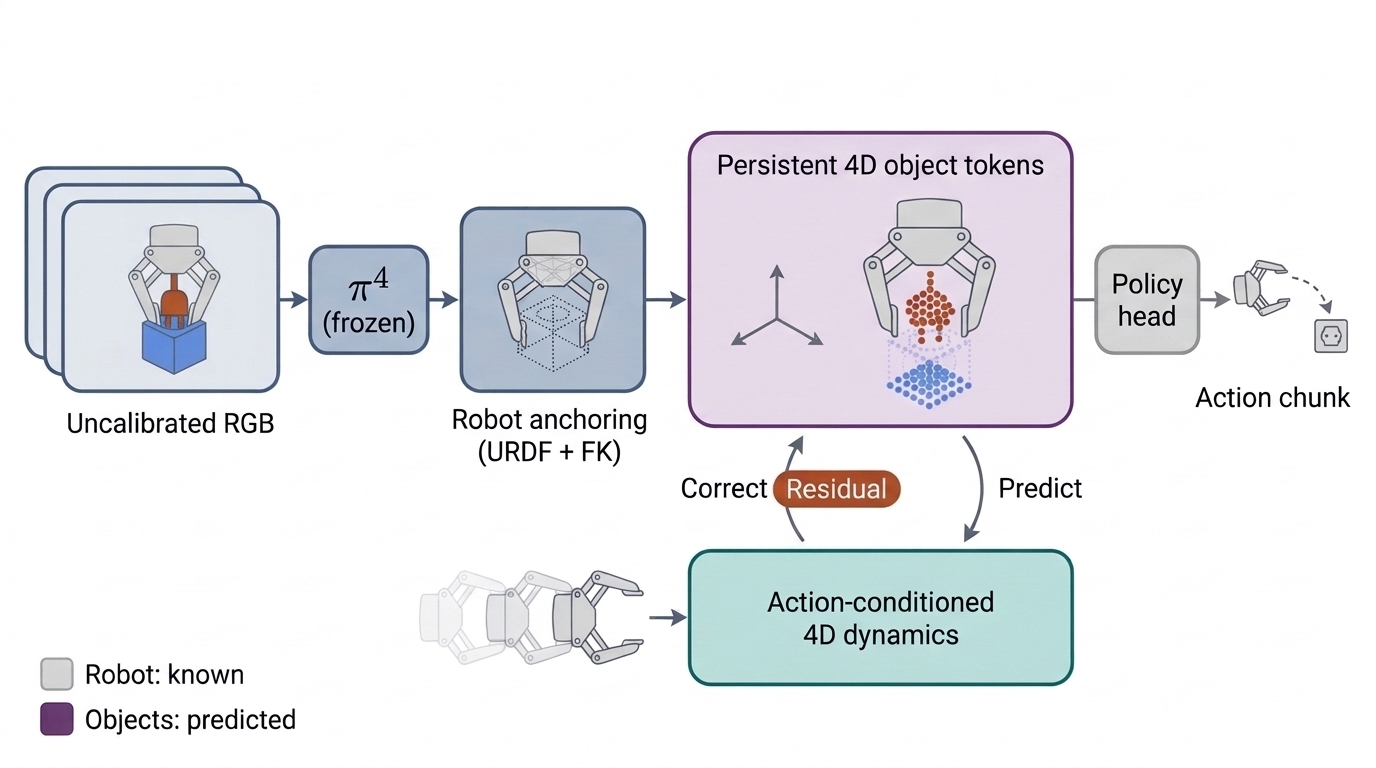 Persistent 4D object tokens
π⁴
(frozen)
Policy
head
Uncalibrated RGB
Robot anchoring
(URDF + FK)
Action chunk
Correct
Residual
Predict
Action-conditioned
4D dynamics
Robot: known
Objects: predicted